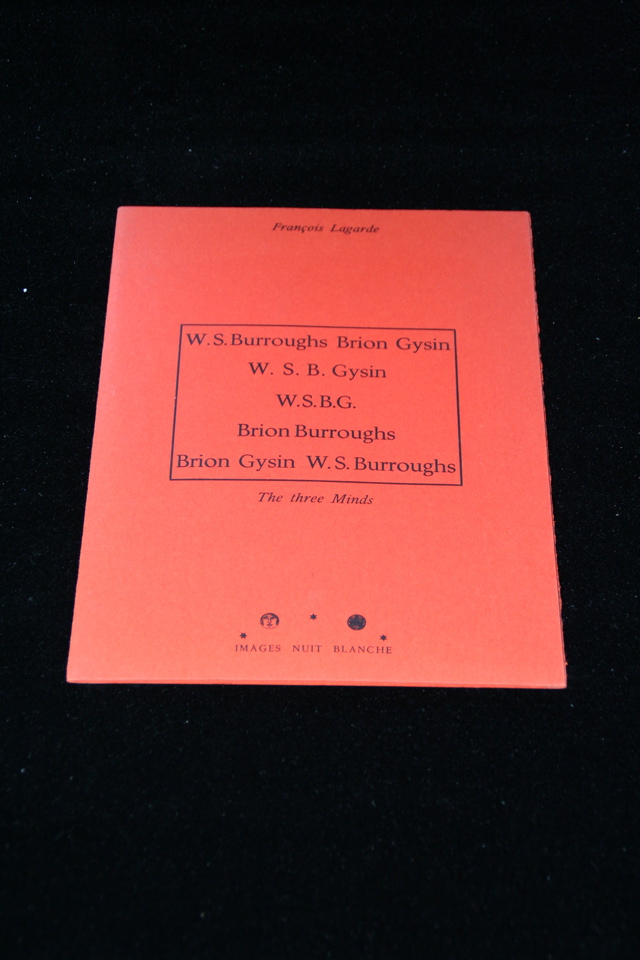 François Lagarde
W.S.Burroughs Brion Gysin
W. S. B. Gysin
W.S.B.G.
Brion Burroughs
Brion Gysin W.S.Burroughs
The three Minds
IMAGES NUIT BLANCHE